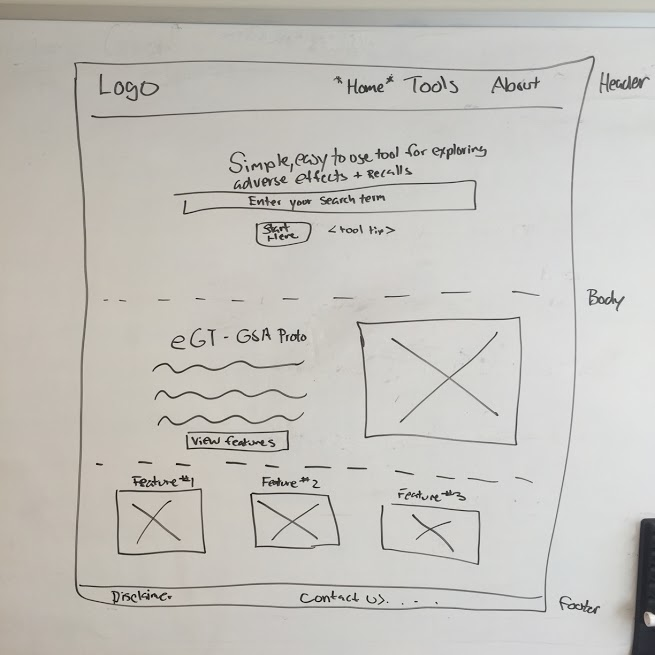 Logo
*Home* Tools About
Header
Simple, easy to use tool for exploring
adverse effects + Recalls
Enter your search term
Start
Here
<tool tip>
Body
eGT - GSA Proto
View features
Feature #1
Feature #2
Feature #3
Disclaimer
Contact Us. . . .
Footer